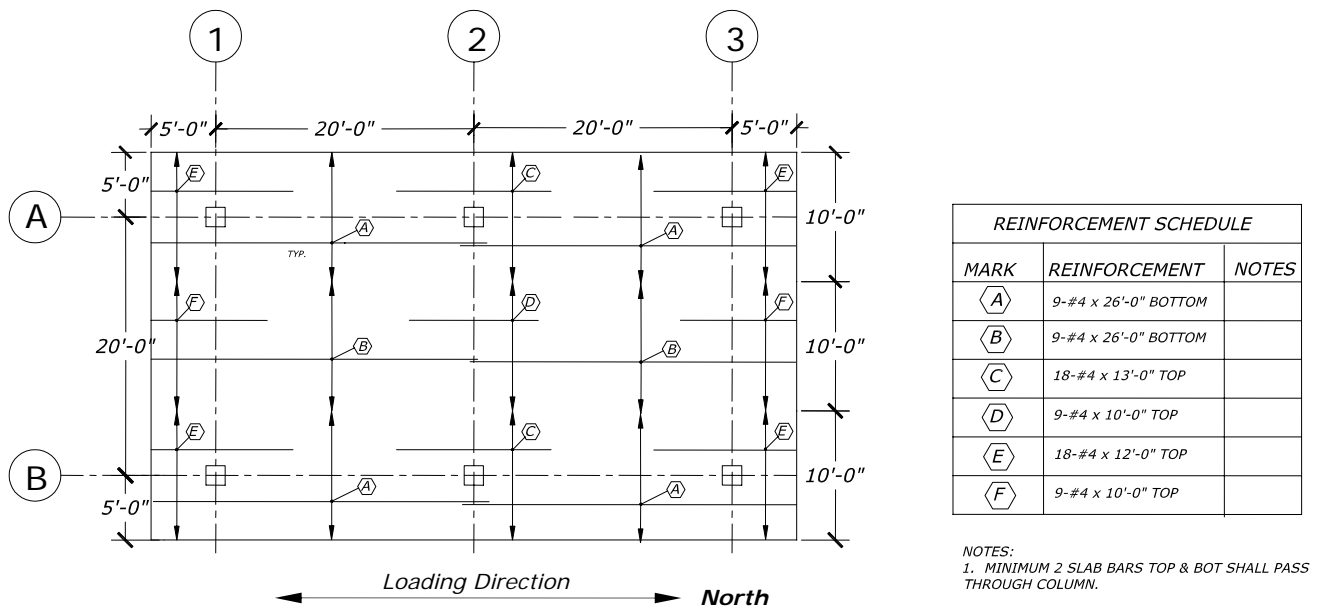 1 2 3
5'-0" 20'-0" 20'-0" 5'-0"
E C E
5'-0"
A
10'-0"
A A
TYP.
F D F
20'-0"
B B
10'-0"
E C E
B
10'-0"
A A
5'-0"
Loading Direction
North
REINFORCEMENT SCHEDULE
MARK REINFORCEMENT NOTES
A 9-#4 x 26'-0" BOTTOM
B 9-#4 x 26'-0" BOTTOM
C 18-#4 x 13'-0" TOP
D 9-#4 x 10'-0" TOP
E 18-#4 x 12'-0" TOP
F 9-#4 x 10'-0" TOP
NOTES:
1. MINIMUM 2 SLAB BARS TOP & BOT SHALL PASS
THROUGH COLUMN.